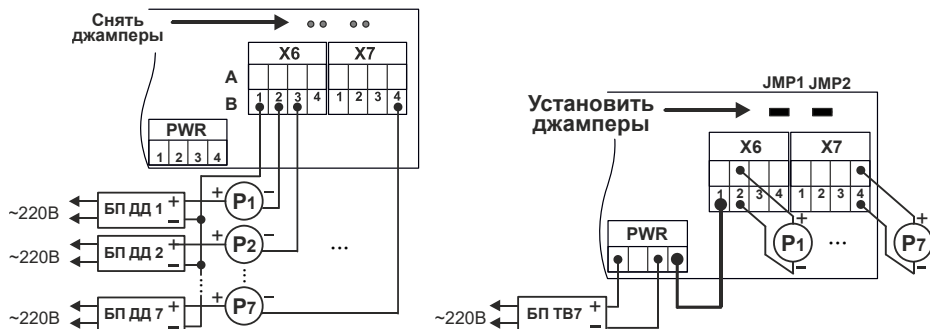 Снять
джамперы
X6 X7
A
B
1 2 3 4 1 2 3 4
PWR
1 2 3 4
~220В БП ДД 1 + − + P1 −
~220В БП ДД 2 + − + P2 − ...
~220В БП ДД 7 + − + P7 −
JMP1 JMP2
Установить
джамперы
X6 X7
1 2 3 4 1 2 3 4
PWR
+ P1 − ... + P7 −
~220В БП ТВ7 + −